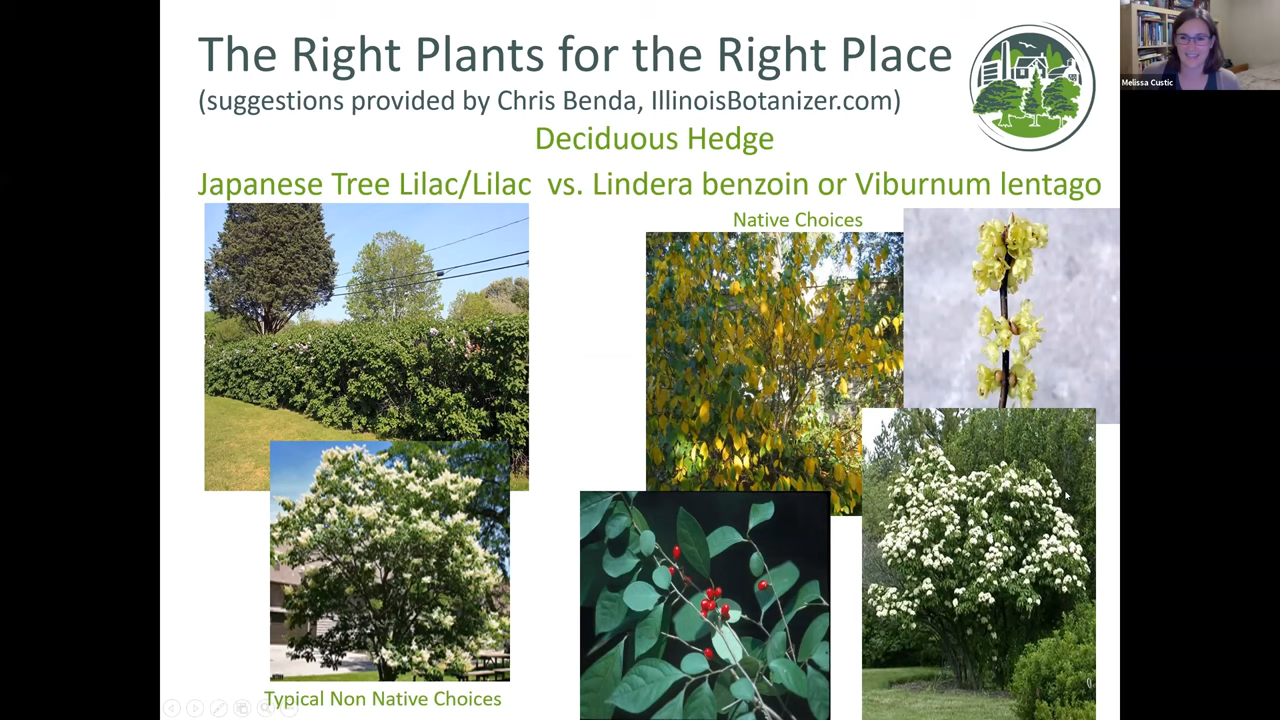 The Right Plants for the Right Place
(suggestions provided by Chris Benda, IllinoisBotanizer.com)
Deciduous Hedge
Japanese Tree Lilac/Lilac vs. Lindera benzoin or Viburnum lentago
Native Choices
Typical Non Native Choices
Melissa Custic